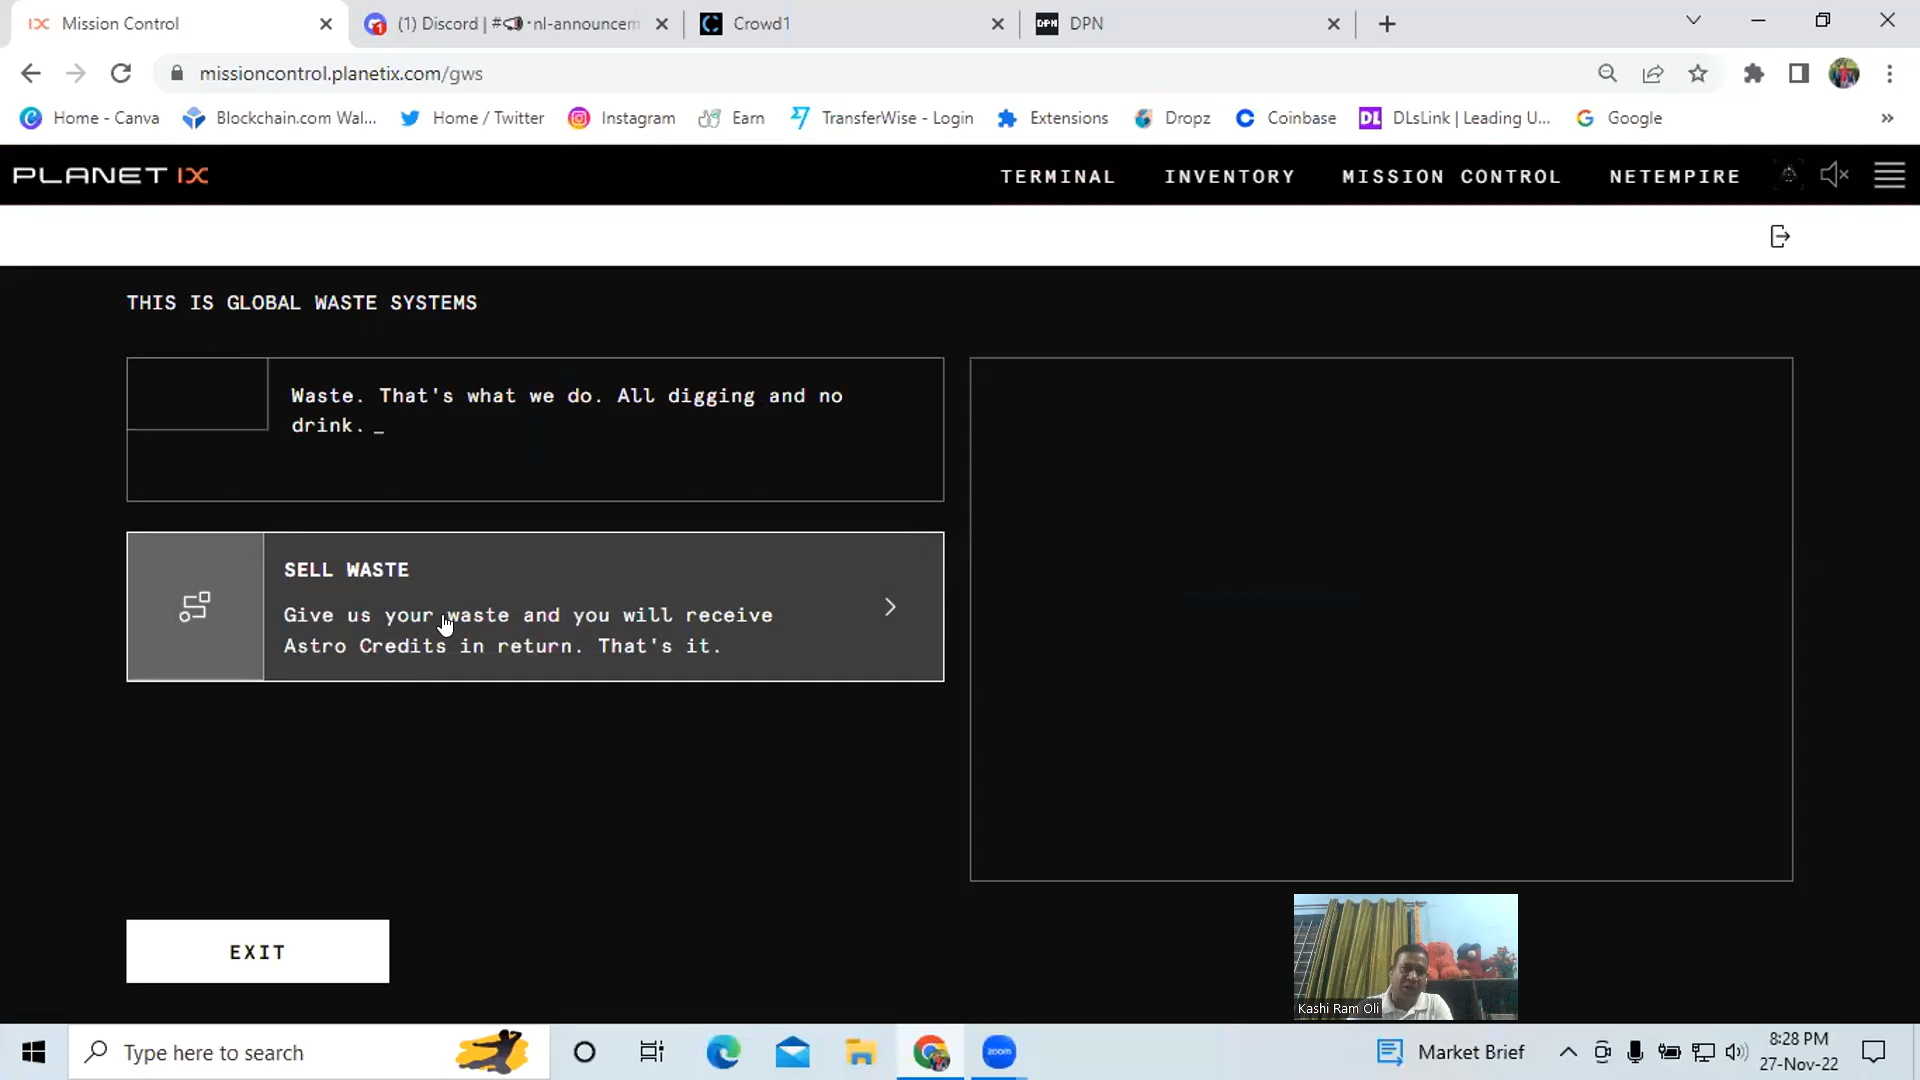 Mission Control
(1) Discord | #📢·nl-announcem
Crowd1
DPN
DPN
missioncontrol.planetix.com/gws
Home - Canva
Blockchain.com Wal...
Home / Twitter
Instagram
Earn
TransferWise - Login
Extensions
Dropz
Coinbase
DL
DLsLink | Leading U...
Google
»
PLANET IX
TERMINAL
INVENTORY
MISSION CONTROL
NETEMPIRE
THIS IS GLOBAL WASTE SYSTEMS
Waste. That's what we do. All digging and no
drink. _
SELL WASTE
Give us your waste and you will receive
Astro Credits in return. That's it.
EXIT
Kashi Ram Oli
Type here to search
zoom
Market Brief
8:28 PM
27-Nov-22